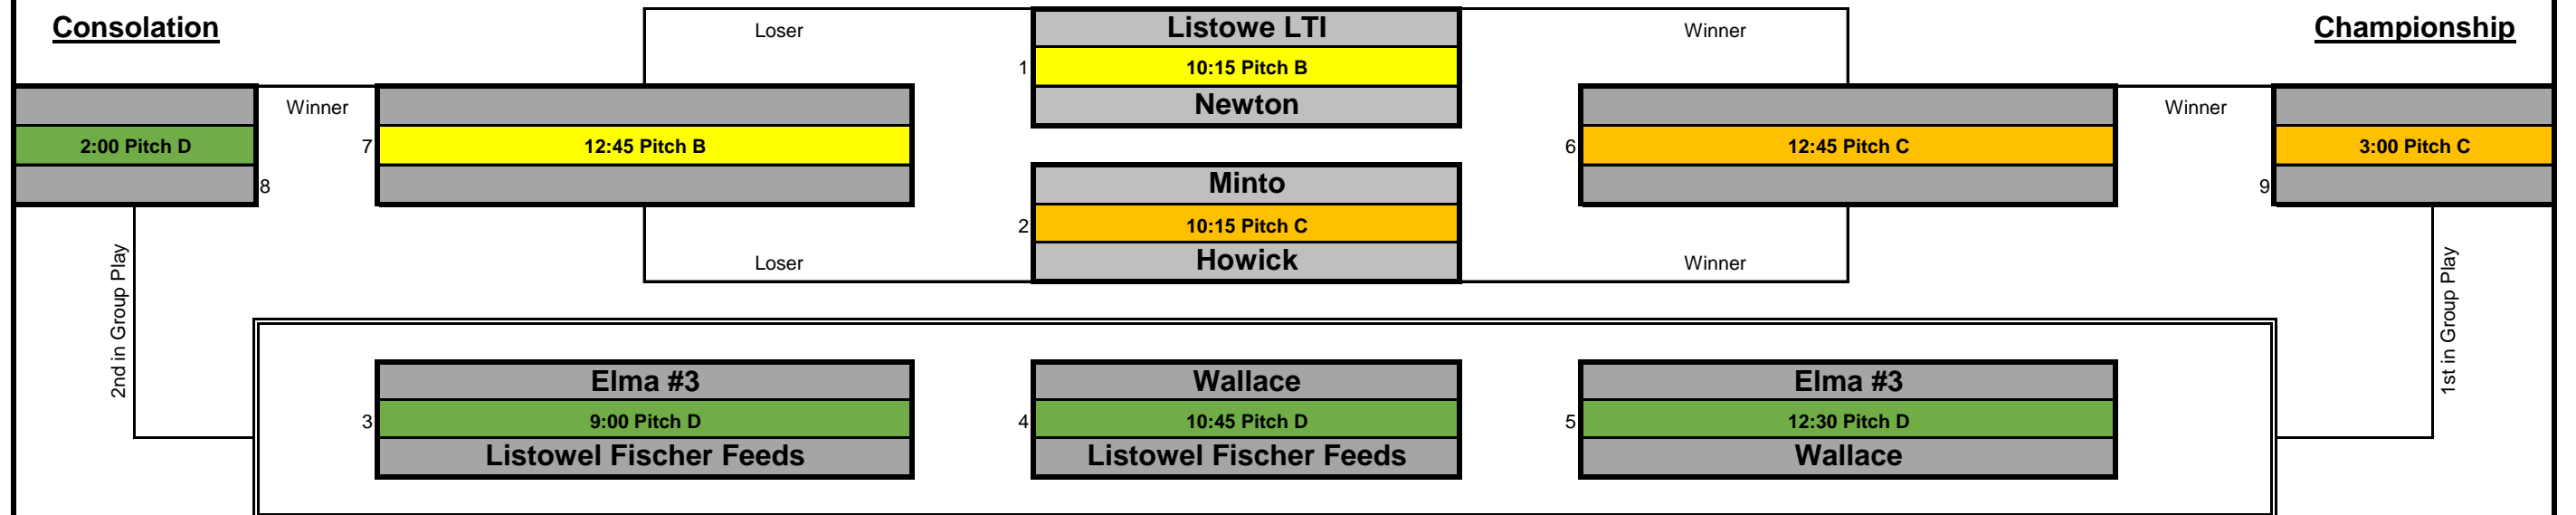 Consolation
Loser
Listowe LTI
Winner
Championship
1
10:15 Pitch B
Newton
Winner
Winner
2:00 Pitch D
7
12:45 Pitch B
6
12:45 Pitch C
3:00 Pitch C
8
9
Minto
2
10:15 Pitch C
Howick
Loser
Winner
2nd in Group Play
1st in Group Play
Elma #3
Wallace
Elma #3
3
9:00 Pitch D
4
10:45 Pitch D
5
12:30 Pitch D
Listowel Fischer Feeds
Listowel Fischer Feeds
Wallace